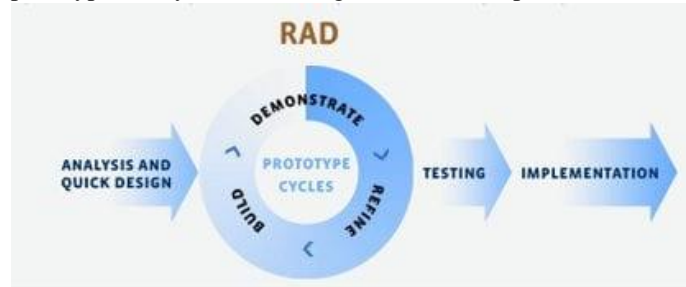 RAD
ANALYSIS AND
QUICK DESIGN
DEMONSTRATE
REFINE
BUILD
PROTOTYPE
CYCLES
TESTING
IMPLEMENTATION